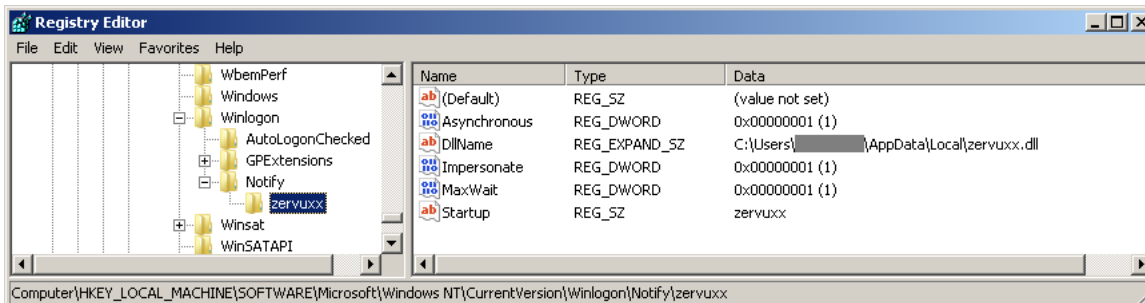 Registry Editor
File Edit View Favorites Help
WbemPerf
Windows
Winlogon
AutoLogonChecked
GPExtensions
Notify
zervuxx
Winsat
WinSATAPI
Name Type Data
(Default) REG_SZ (value not set)
Asynchronous REG_DWORD 0x00000001 (1)
DllName REG_EXPAND_SZ C:\Users\ \AppData\Local\zervuxx.dll
Impersonate REG_DWORD 0x00000001 (1)
MaxWait REG_DWORD 0x00000001 (1)
Startup REG_SZ zervuxx
Computer\HKEY_LOCAL_MACHINE\SOFTWARE\Microsoft\Windows NT\CurrentVersion\Winlogon\Notify\zervuxx